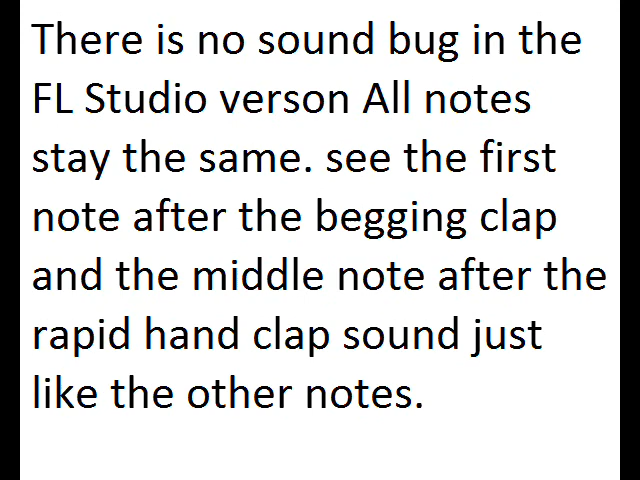 There is no sound bug in the
FL Studio verson All notes
stay the same. see the first
note after the begging clap
and the middle note after the
rapid hand clap sound just
like the other notes.